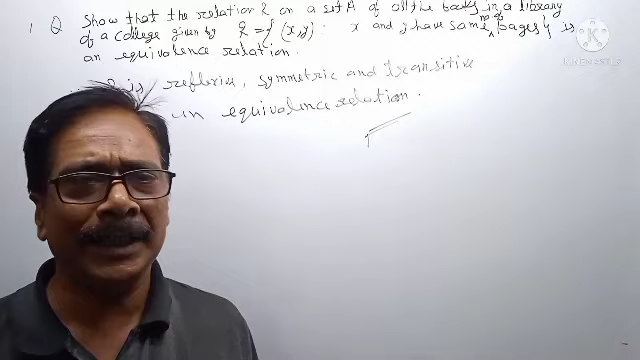 1 Q Show that the relation R on a set A of all the books in a library
of a college given by R = { (x, y) : x and y have same no of pages } is
an equivalence relation.
is reflexive, symmetric and transitive
an equivalence relation.
KINEMASTER